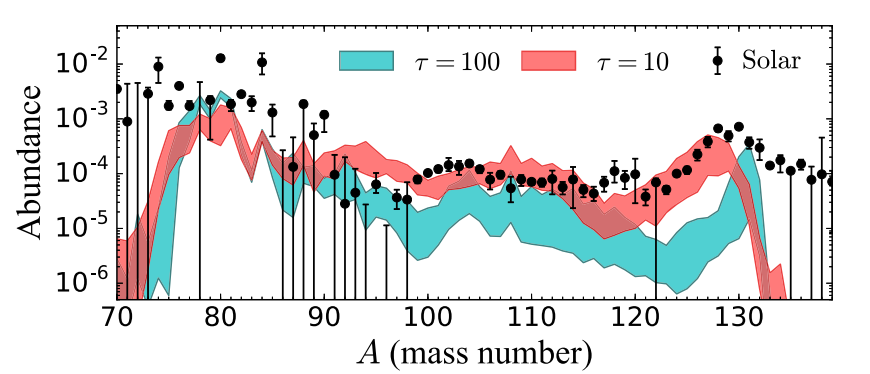 τ = 100 τ = 10 Solar
10⁻²
10⁻³
10⁻⁴
10⁻⁵
10⁻⁶
Abundance
70 80 90 100 110 120 130
A (mass number)